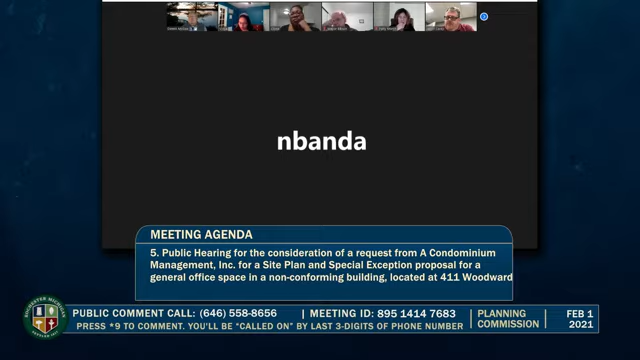 nbanda
MEETING AGENDA
5. Public Hearing for the consideration of a request from A Condominium
Management, Inc. for a Site Plan and Special Exception proposal for a
general office space in a non-conforming building, located at 411 Woodward
PUBLIC COMMENT CALL: (646) 558-8656 | MEETING ID: 895 1414 7683
PRESS *9 TO COMMENT. YOU'LL BE "CALLED ON" BY LAST 3-DIGITS OF PHONE NUMBER
PLANNING
COMMISSION
FEB 1
2021